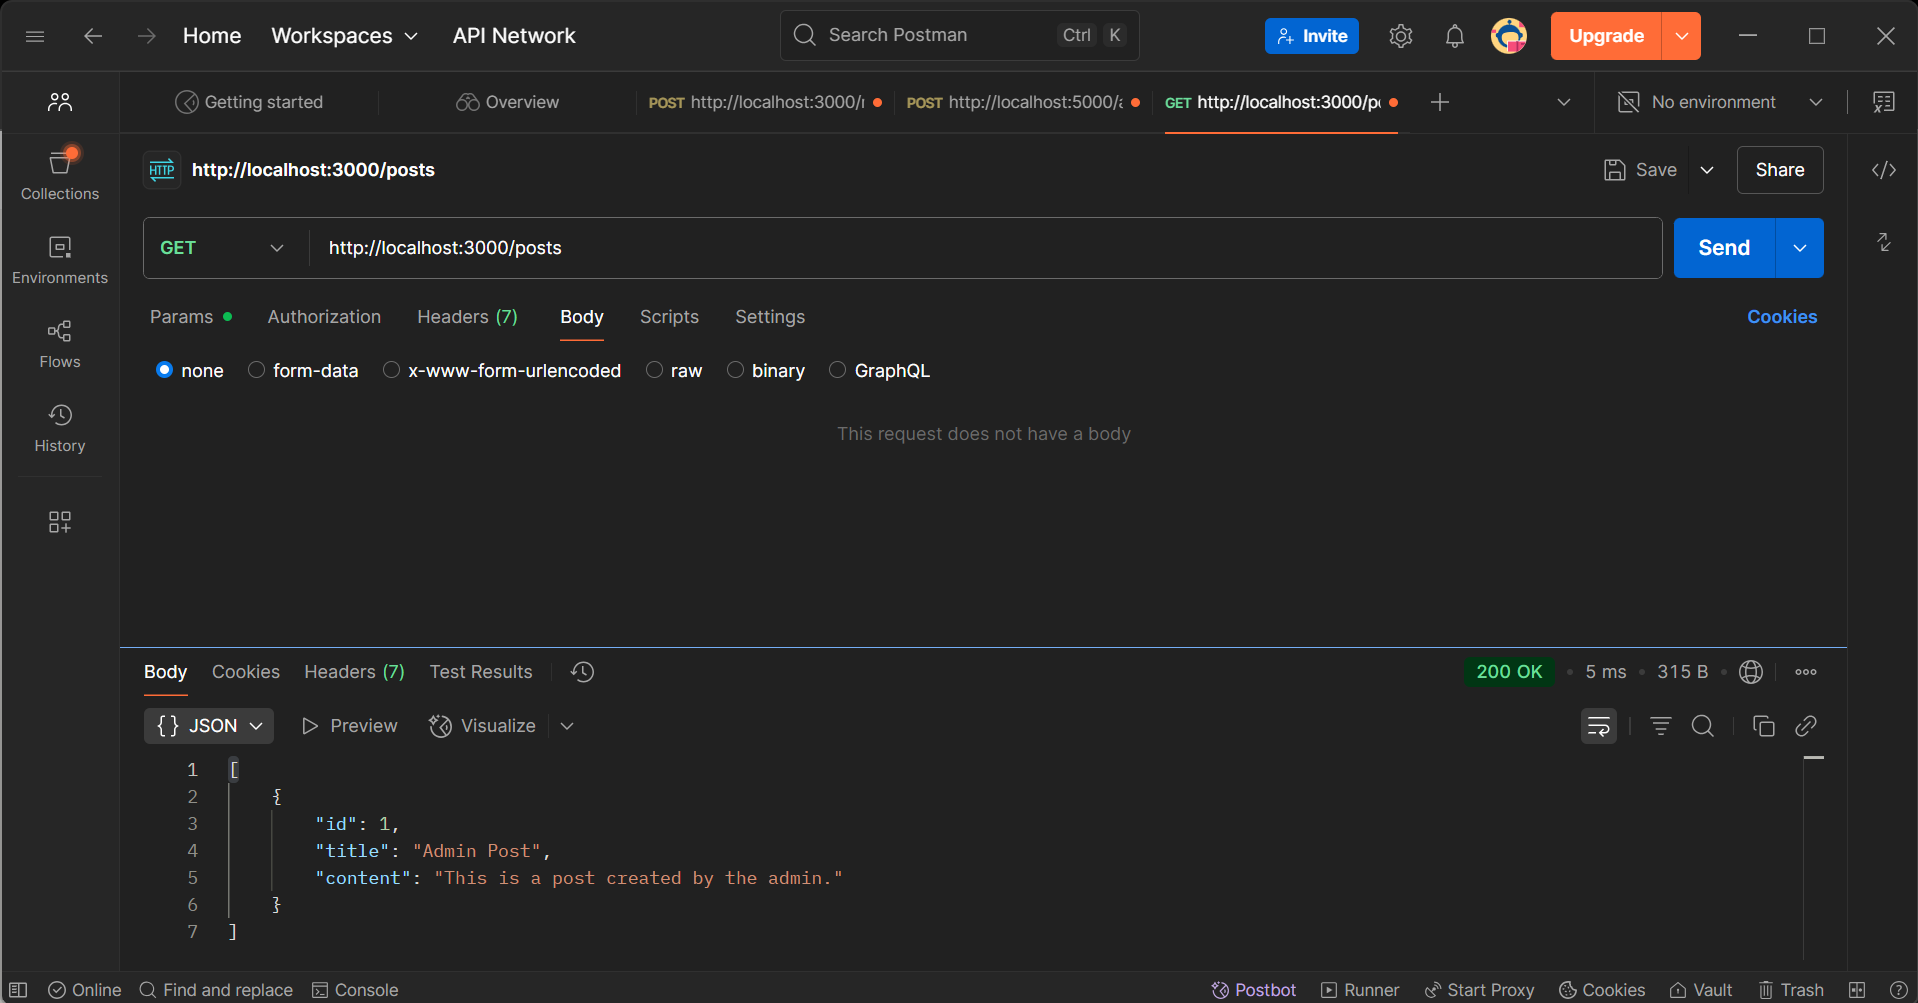 Home Workspaces API Network Search Postman Ctrl K Invite Upgrade
Getting started Overview POST http://localhost:3000/ POST http://localhost:5000/ GET http://localhost:3000/po No environment
HTTP http://localhost:3000/posts Save Share
Collections
GET http://localhost:3000/posts Send
Environments
Params Authorization Headers (7) Body Scripts Settings Cookies
Flows
none form-data x-www-form-urlencoded raw binary GraphQL
This request does not have a body
History
Body Cookies Headers (7) Test Results 200 OK 5 ms 315 B
{} JSON Preview Visualize
1 [
2 {
3 "id": 1,
4 "title": "Admin Post",
5 "content": "This is a post created by the admin."
6 }
7 ]
Online Find and replace Console Postbot Runner Start Proxy Cookies Vault Trash